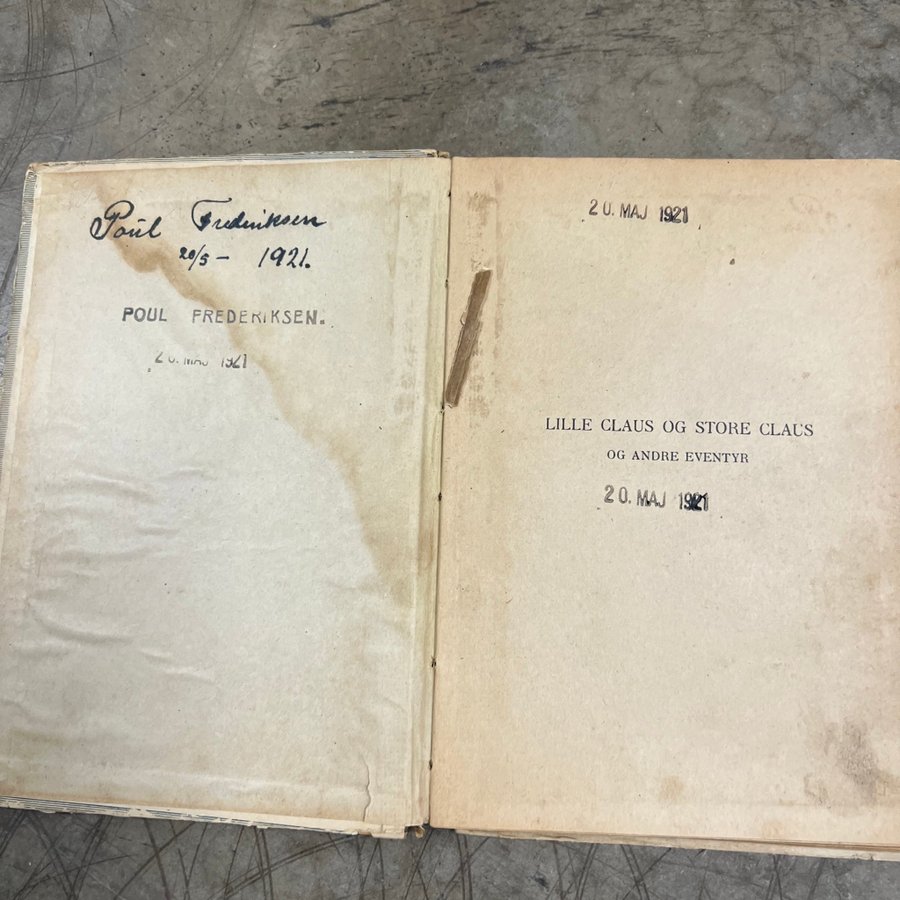 Poul Frederiksen
20/5 - 1921.
POUL FREDERIKSEN.
20. MAJ 1921
20. MAJ 1921
LILLE CLAUS OG STORE CLAUS
OG ANDRE EVENTYR
20. MAJ 1921